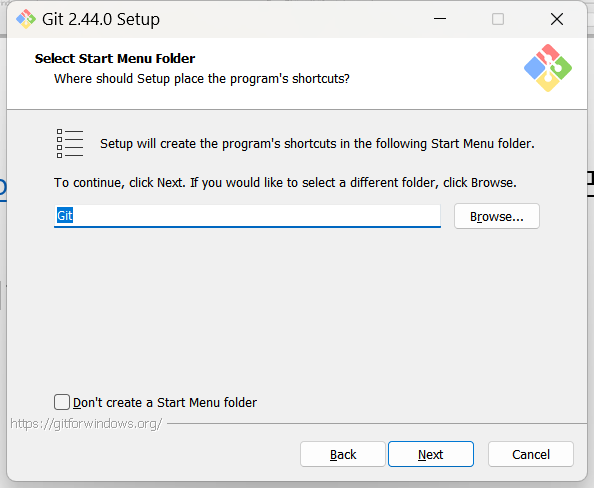 Git 2.44.0 Setup
Select Start Menu Folder
Where should Setup place the program's shortcuts?
Setup will create the program's shortcuts in the following Start Menu folder.
To continue, click Next. If you would like to select a different folder, click Browse.
Git
Browse...
Don't create a Start Menu folder
https://gitforwindows.org/
Back
Next
Cancel